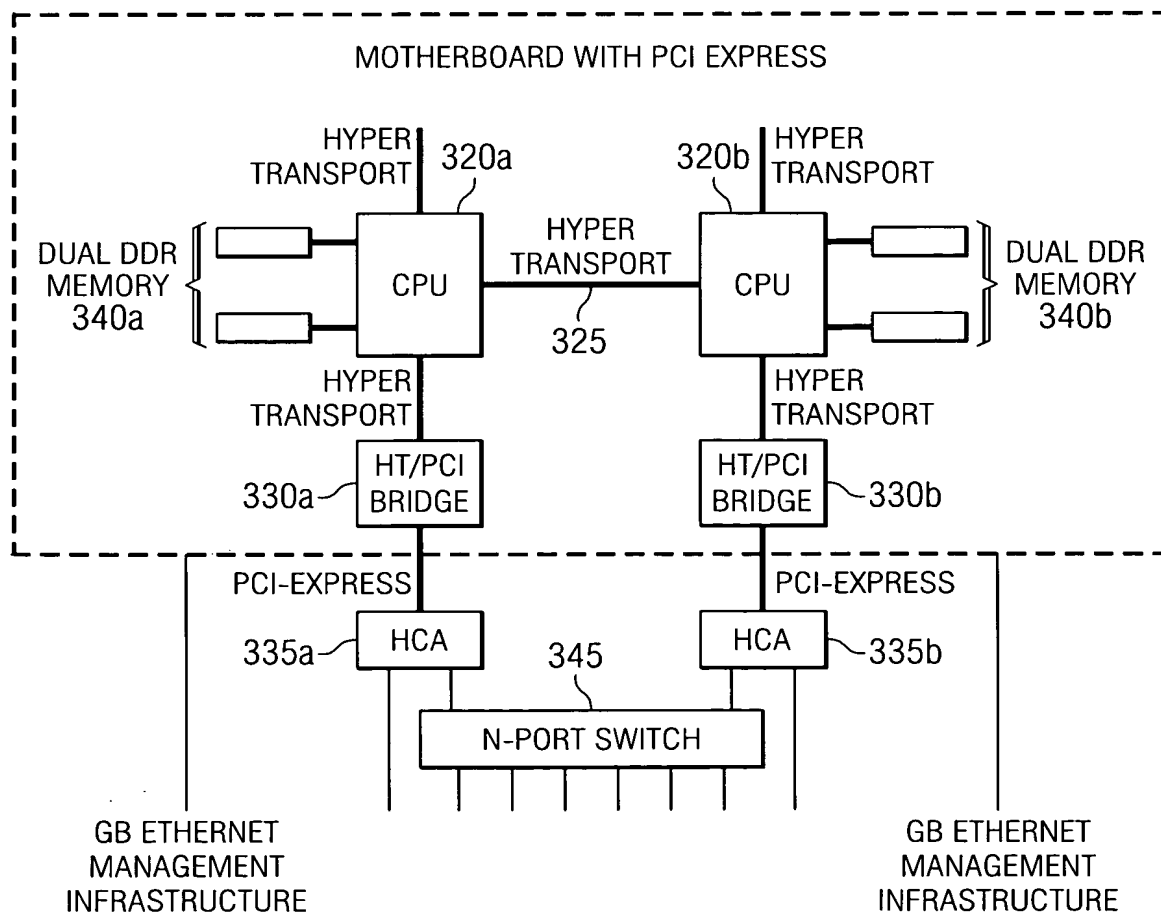 MOTHERBOARD WITH PCI EXPRESS
HYPER
TRANSPORT
320a
320b
HYPER
TRANSPORT
DUAL DDR
MEMORY
340a
CPU
HYPER
TRANSPORT
325
CPU
DUAL DDR
MEMORY
340b
HYPER
TRANSPORT
HYPER
TRANSPORT
330a
HT/PCI
BRIDGE
HT/PCI
BRIDGE
330b
PCI-EXPRESS
PCI-EXPRESS
335a
HCA
345
HCA
335b
N-PORT SWITCH
GB ETHERNET
MANAGEMENT
INFRASTRUCTURE
GB ETHERNET
MANAGEMENT
INFRASTRUCTURE